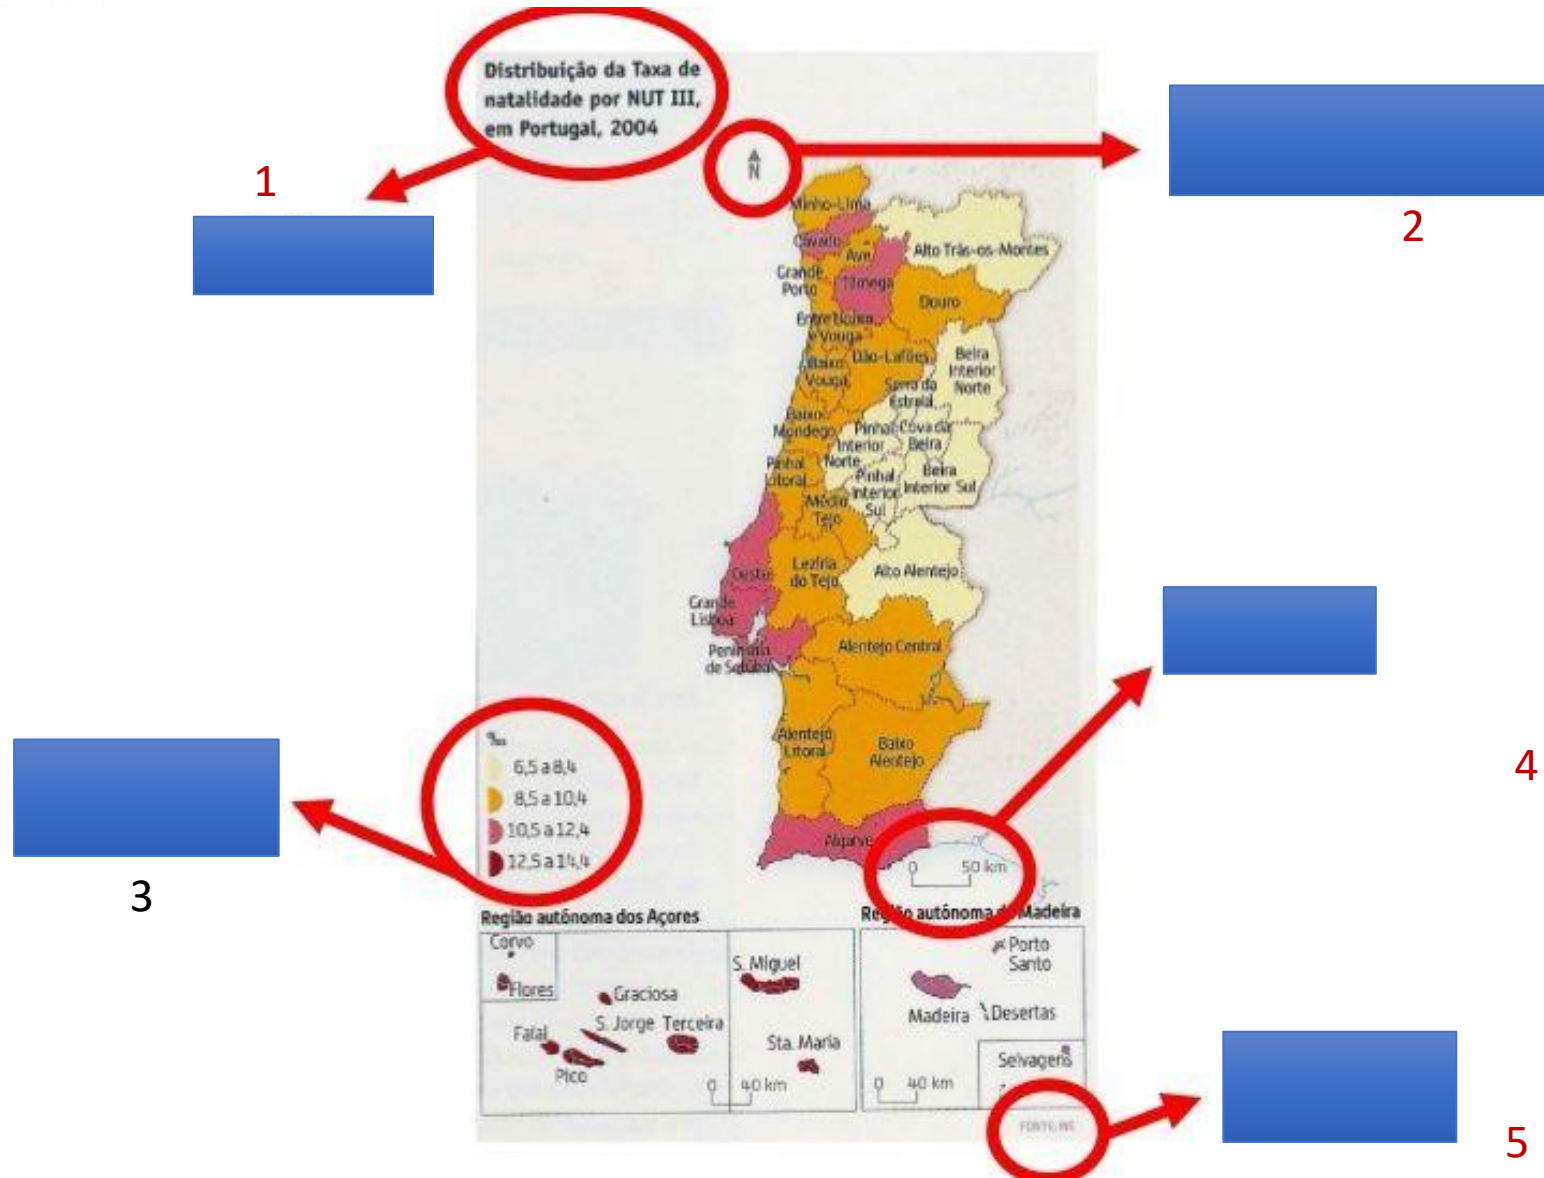 Distribuição da Taxa de
natalidade por NUT III,
em Portugal, 2004
N
1
2
Minho-Lima
Cávado
Ave
Alto Trás-os-Montes
Grande
Porto
Tâmega
Douro
Entre Douro
e Vouga
Dão-Lafões
Baixo
Vouga
Beira
Interior
Norte
Serra da
Estrela
Baixo
Mondego
Pinhal
Interior
Norte
Cova da
Beira
Pinhal
Litoral
Pinhal
Interior
Sul
Beira
Interior Sul
Médio
Tejo
Oeste
Lezíria
do Tejo
Alto Alentejo
Grande
Lisboa
Península
de Setúbal
Alentejo Central
Alentejo
Litoral
Baixo
Alentejo
Algarve
‰
6,5 a 8,4
8,5 a 10,4
10,5 a 12,4
12,5 a 14,4
3
4
0 50 km
Região autónoma dos Açores
Corvo
Flores
Graciosa
Faial
S. Jorge
Terceira
Pico
S. Miguel
Sta. Maria
0 40 km
Região autónoma da Madeira
Porto
Santo
Madeira
Desertas
Selvagens
0 40 km
FONTE: INE
5